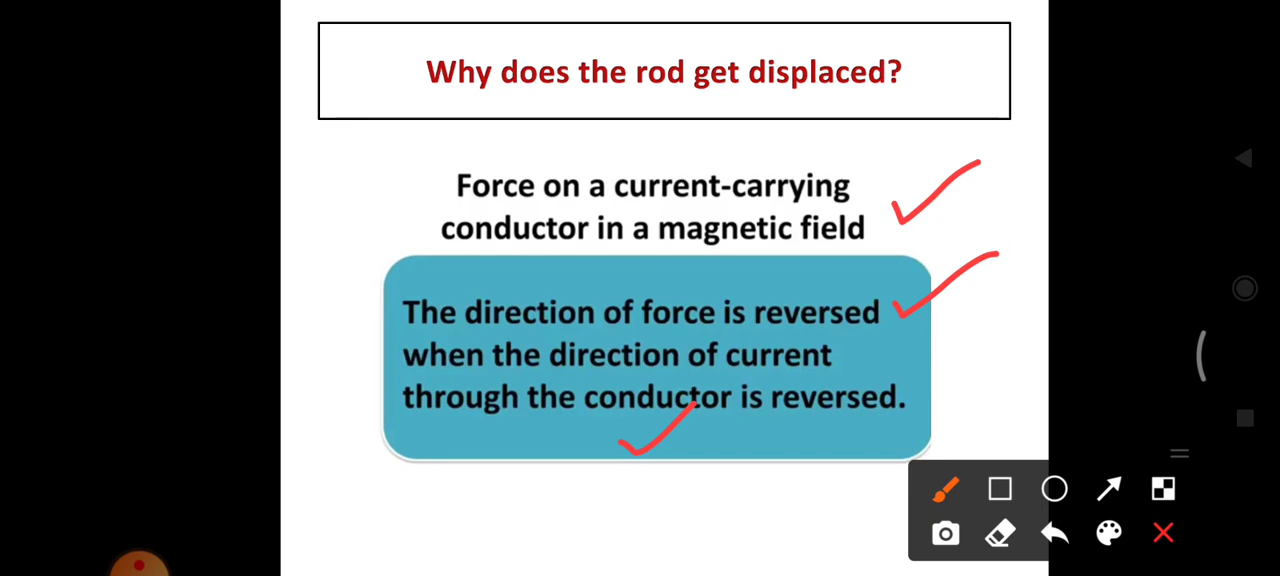 Why does the rod get displaced?
Force on a current-carrying
conductor in a magnetic field
The direction of force is reversed
when the direction of current
through the conductor is reversed.